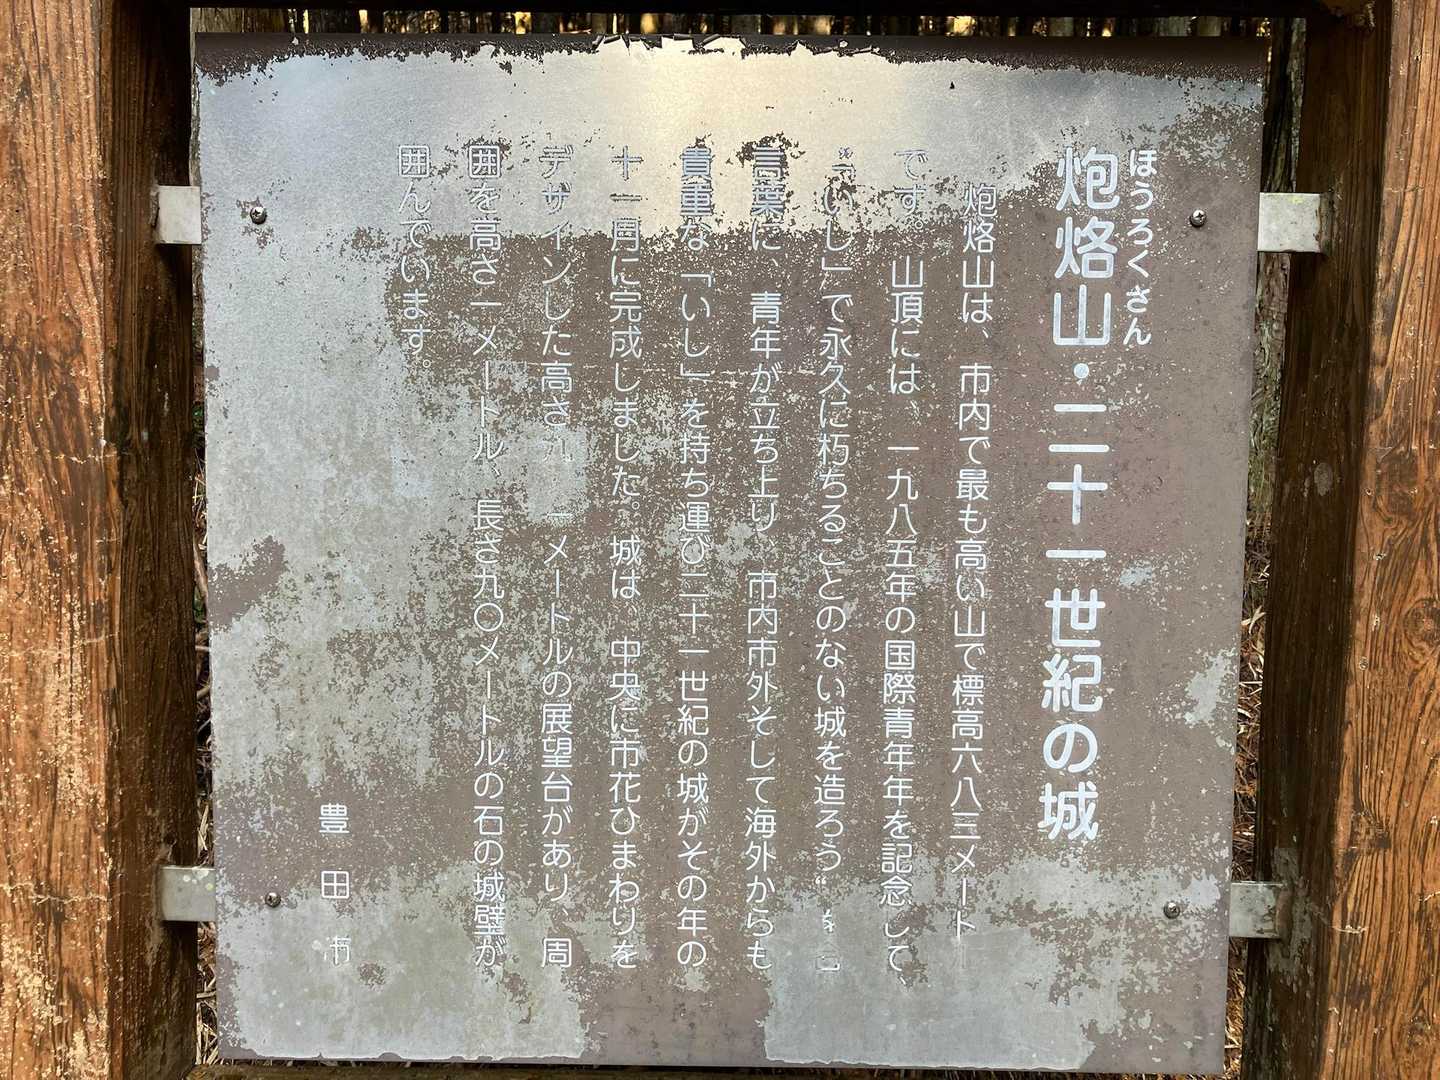 ほうろくさん
炮烙山・二十一世紀の城
炮烙山は、市内で最も高い山で標高六八三メート
です。山頂には、一九八五年の国際青年年を記念して、
「いし」で永久に朽ちることのない城を造ろう〟を
言葉に、青年が立ち上り、市内市外そして海外からも
貴重な「いし」を持ち運び二十一世紀の城がその年の
十一月に完成しました。城は、中央に市花ひまわりを
デザインした高さ九・一メートルの展望台があり、周
囲を高さ一メートル、長さ九〇メートルの石の城壁が
囲んでいます。
豊田市